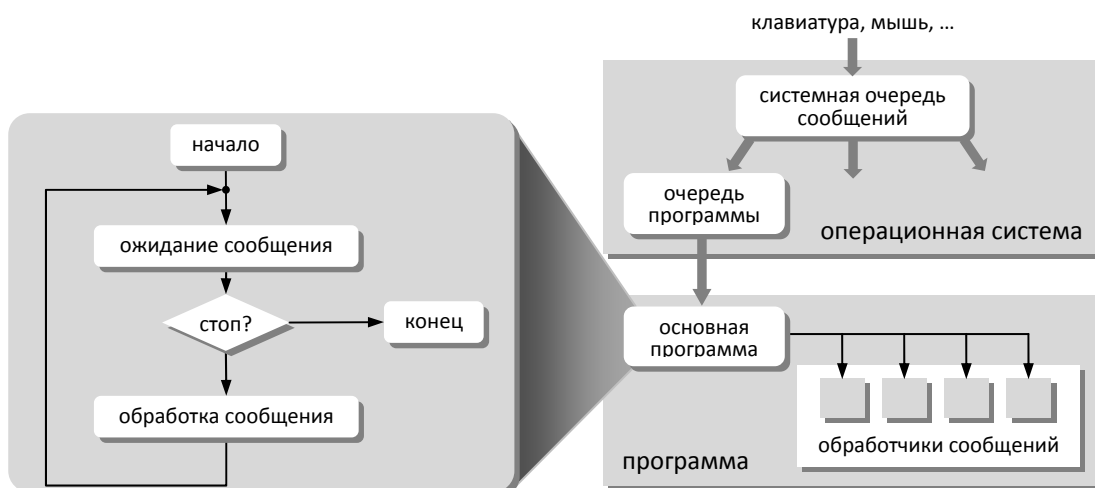 клавиатура, мышь, ...
системная очередь
сообщений
очередь
программы
операционная система
начало
ожидание сообщения
стоп?
конец
обработка сообщения
основная
программа
обработчики сообщений
программа